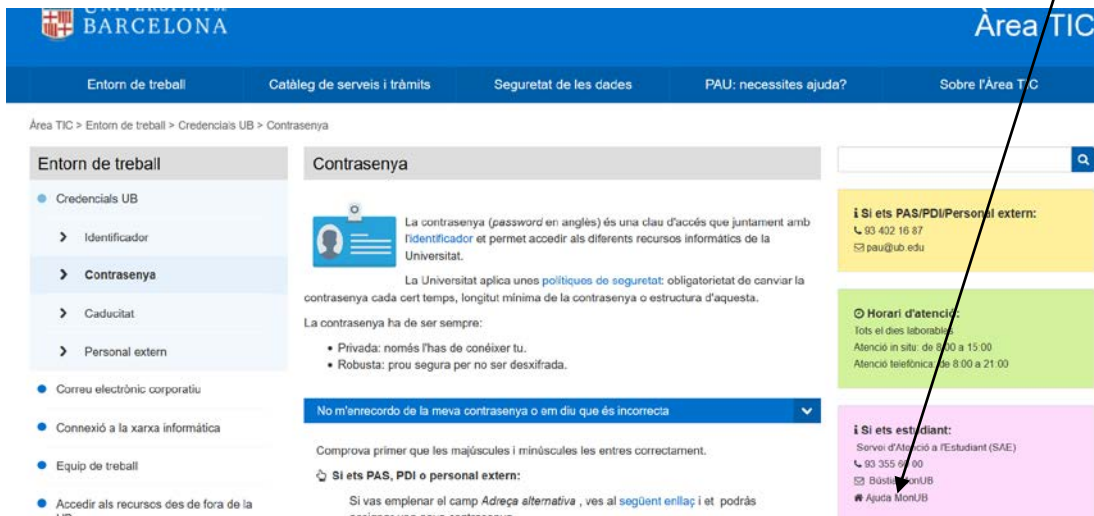 BARCELONA
Àrea TIC
Entorn de treball
Catàleg de serveis i tràmits
Seguretat de les dades
PAU: necessites ajuda?
Sobre l'Àrea TIC
Àrea TIC > Entorn de treball > Credencials UB > Contrasenya
Entorn de treball
Credencials UB
Identificador
Contrasenya
Caducitat
Personal extern
Correu electrònic corporatiu
Connexió a la xarxa informàtica
Equip de treball
Accedir als recursos des de fora de la
Contrasenya
La contrasenya (password en anglès) és una clau d'accés que juntament amb
l'identificador et permet accedir als diferents recursos informàtics de la
Universitat.
La Universitat aplica unes polítiques de seguretat: obligatorietat de canviar la
contrasenya cada cert temps, longitut mínima de la contrasenya o estructura d'aquesta.
La contrasenya ha de ser sempre:
• Privada: només l'has de conéixer tu.
• Robusta: prou segura per no ser desxifrada.
No m'enrecordo de la meva contrasenya o em diu que és incorrecta
Comprova primer que les majúscules i minúscules les entres correctament.
Si ets PAS, PDI o personal extern:
Si vas emplenar el camp Adreça alternativa , ves al següent enllaç i et podràs
i Si ets PAS/PDI/Personal extern:
93 402 16 87
pau@ub.edu
Horari d'atenció:
Tots el dies laborables
Atenció in situ: de 8:00 a 15:00
Atenció telefònica: de 8:00 a 21:00
i Si ets estudiant:
Servei d'Atenció a l'Estudiant (SAE)
93 355 60 00
Bústia MonUB
Ajuda MonUB